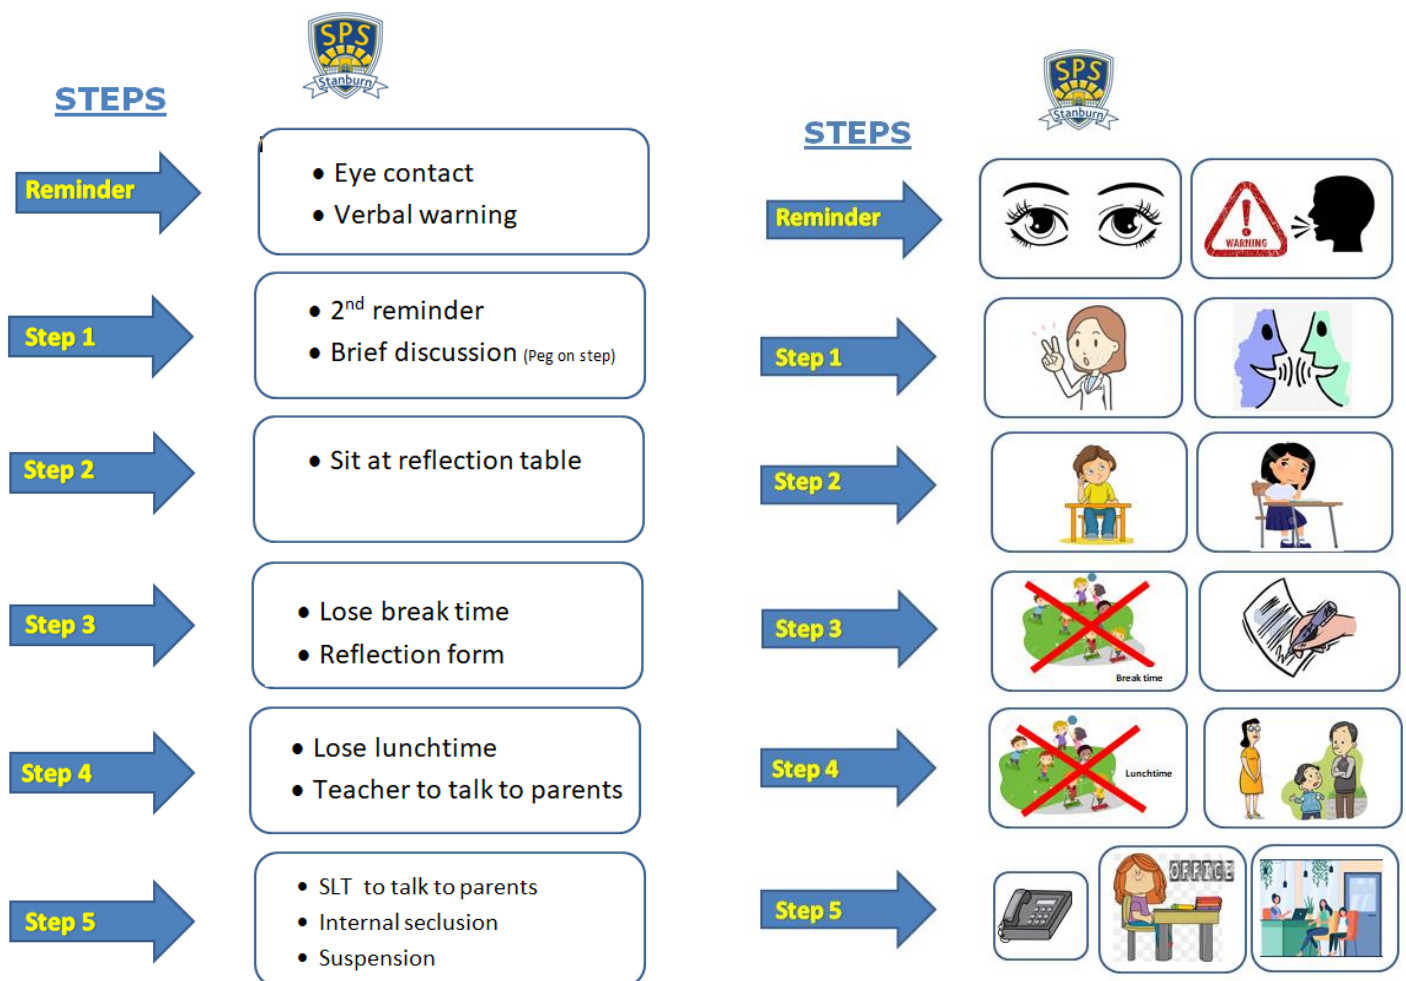 SPS
Stanburn
STEPS
Reminder
• Eye contact
• Verbal warning
Step 1
• 2nd reminder
• Brief discussion (Peg on step)
Step 2
• Sit at reflection table
Step 3
• Lose break time
• Reflection form
Step 4
• Lose lunchtime
• Teacher to talk to parents
Step 5
• SLT to talk to parents
• Internal seclusion
• Suspension
SPS
Stanburn
STEPS
Reminder
WARNING
Step 1
Step 2
Step 3
Break time
Step 4
Lunchtime
Step 5
OFFICE